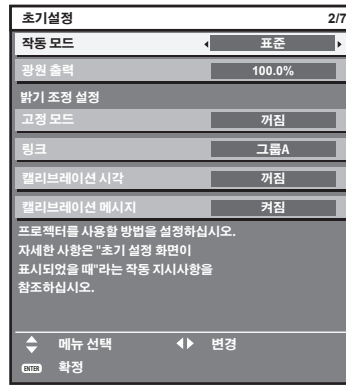 초기설정 2/7
작동 모드 표준
광원 출력 100.0%
밝기 조정 설정
고정 모드 꺼짐
링크 그룹A
캘리브레이션 시각 꺼짐
캘리브레이션 메시지 켜짐
프로젝터를 사용할 방법을 설정하십시오.
자세한 사항은 "초기 설정 화면이
표시되었을 때"라는 작동 지시사항을
참조하십시오.
메뉴 선택 변경
ENTER 확정